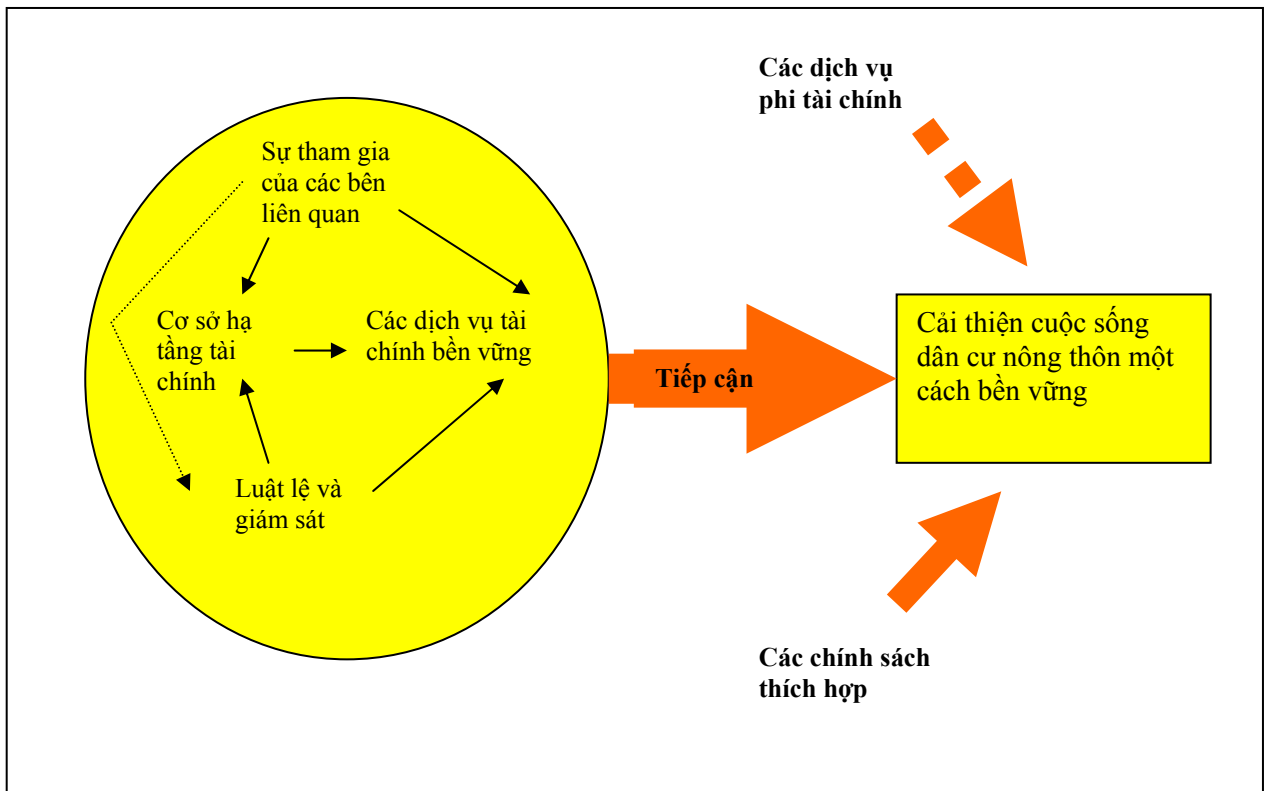 Các dịch vụ
phi tài chính
Sự tham gia
của các bên
liên quan
Cơ sở hạ
tầng tài
chính
Các dịch vụ tài
chính bền vững
Luật lệ và
giám sát
Tiếp cận
Cải thiện cuộc sống
dân cư nông thôn một
cách bền vững
Các chính sách
thích hợp